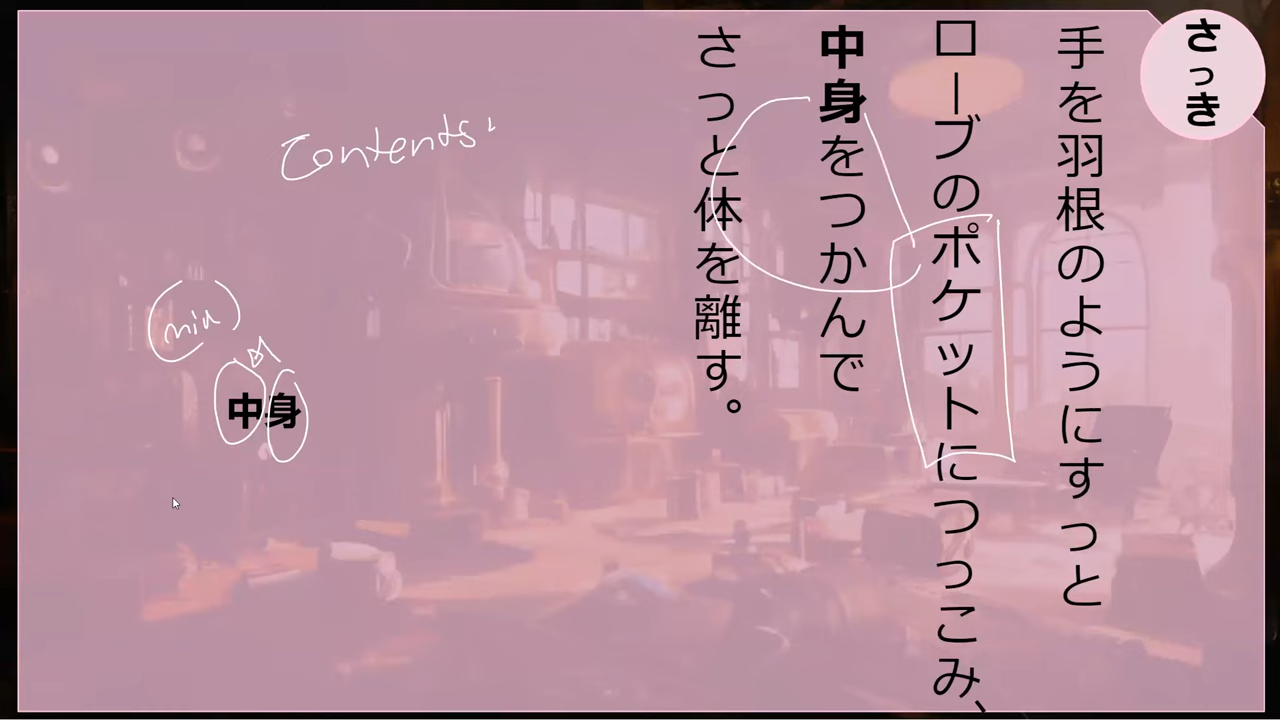 さっき
手を羽根のようにすっと
ローブのポケットにつっこみ、
中身をつかんで
さっと体を離す。
Contents.
中身